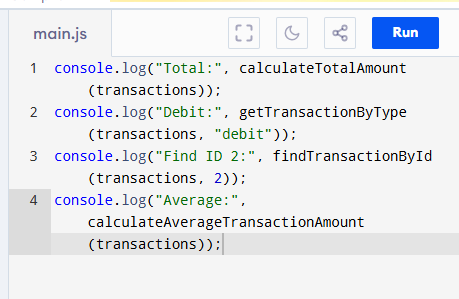 main.js
Run
1 console.log("Total:", calculateTotalAmount
(transactions));
2 console.log("Debit:", getTransactionByType
(transactions, "debit"));
3 console.log("Find ID 2:", findTransactionById
(transactions, 2));
4 console.log("Average:",
calculateAverageTransactionAmount
(transactions));